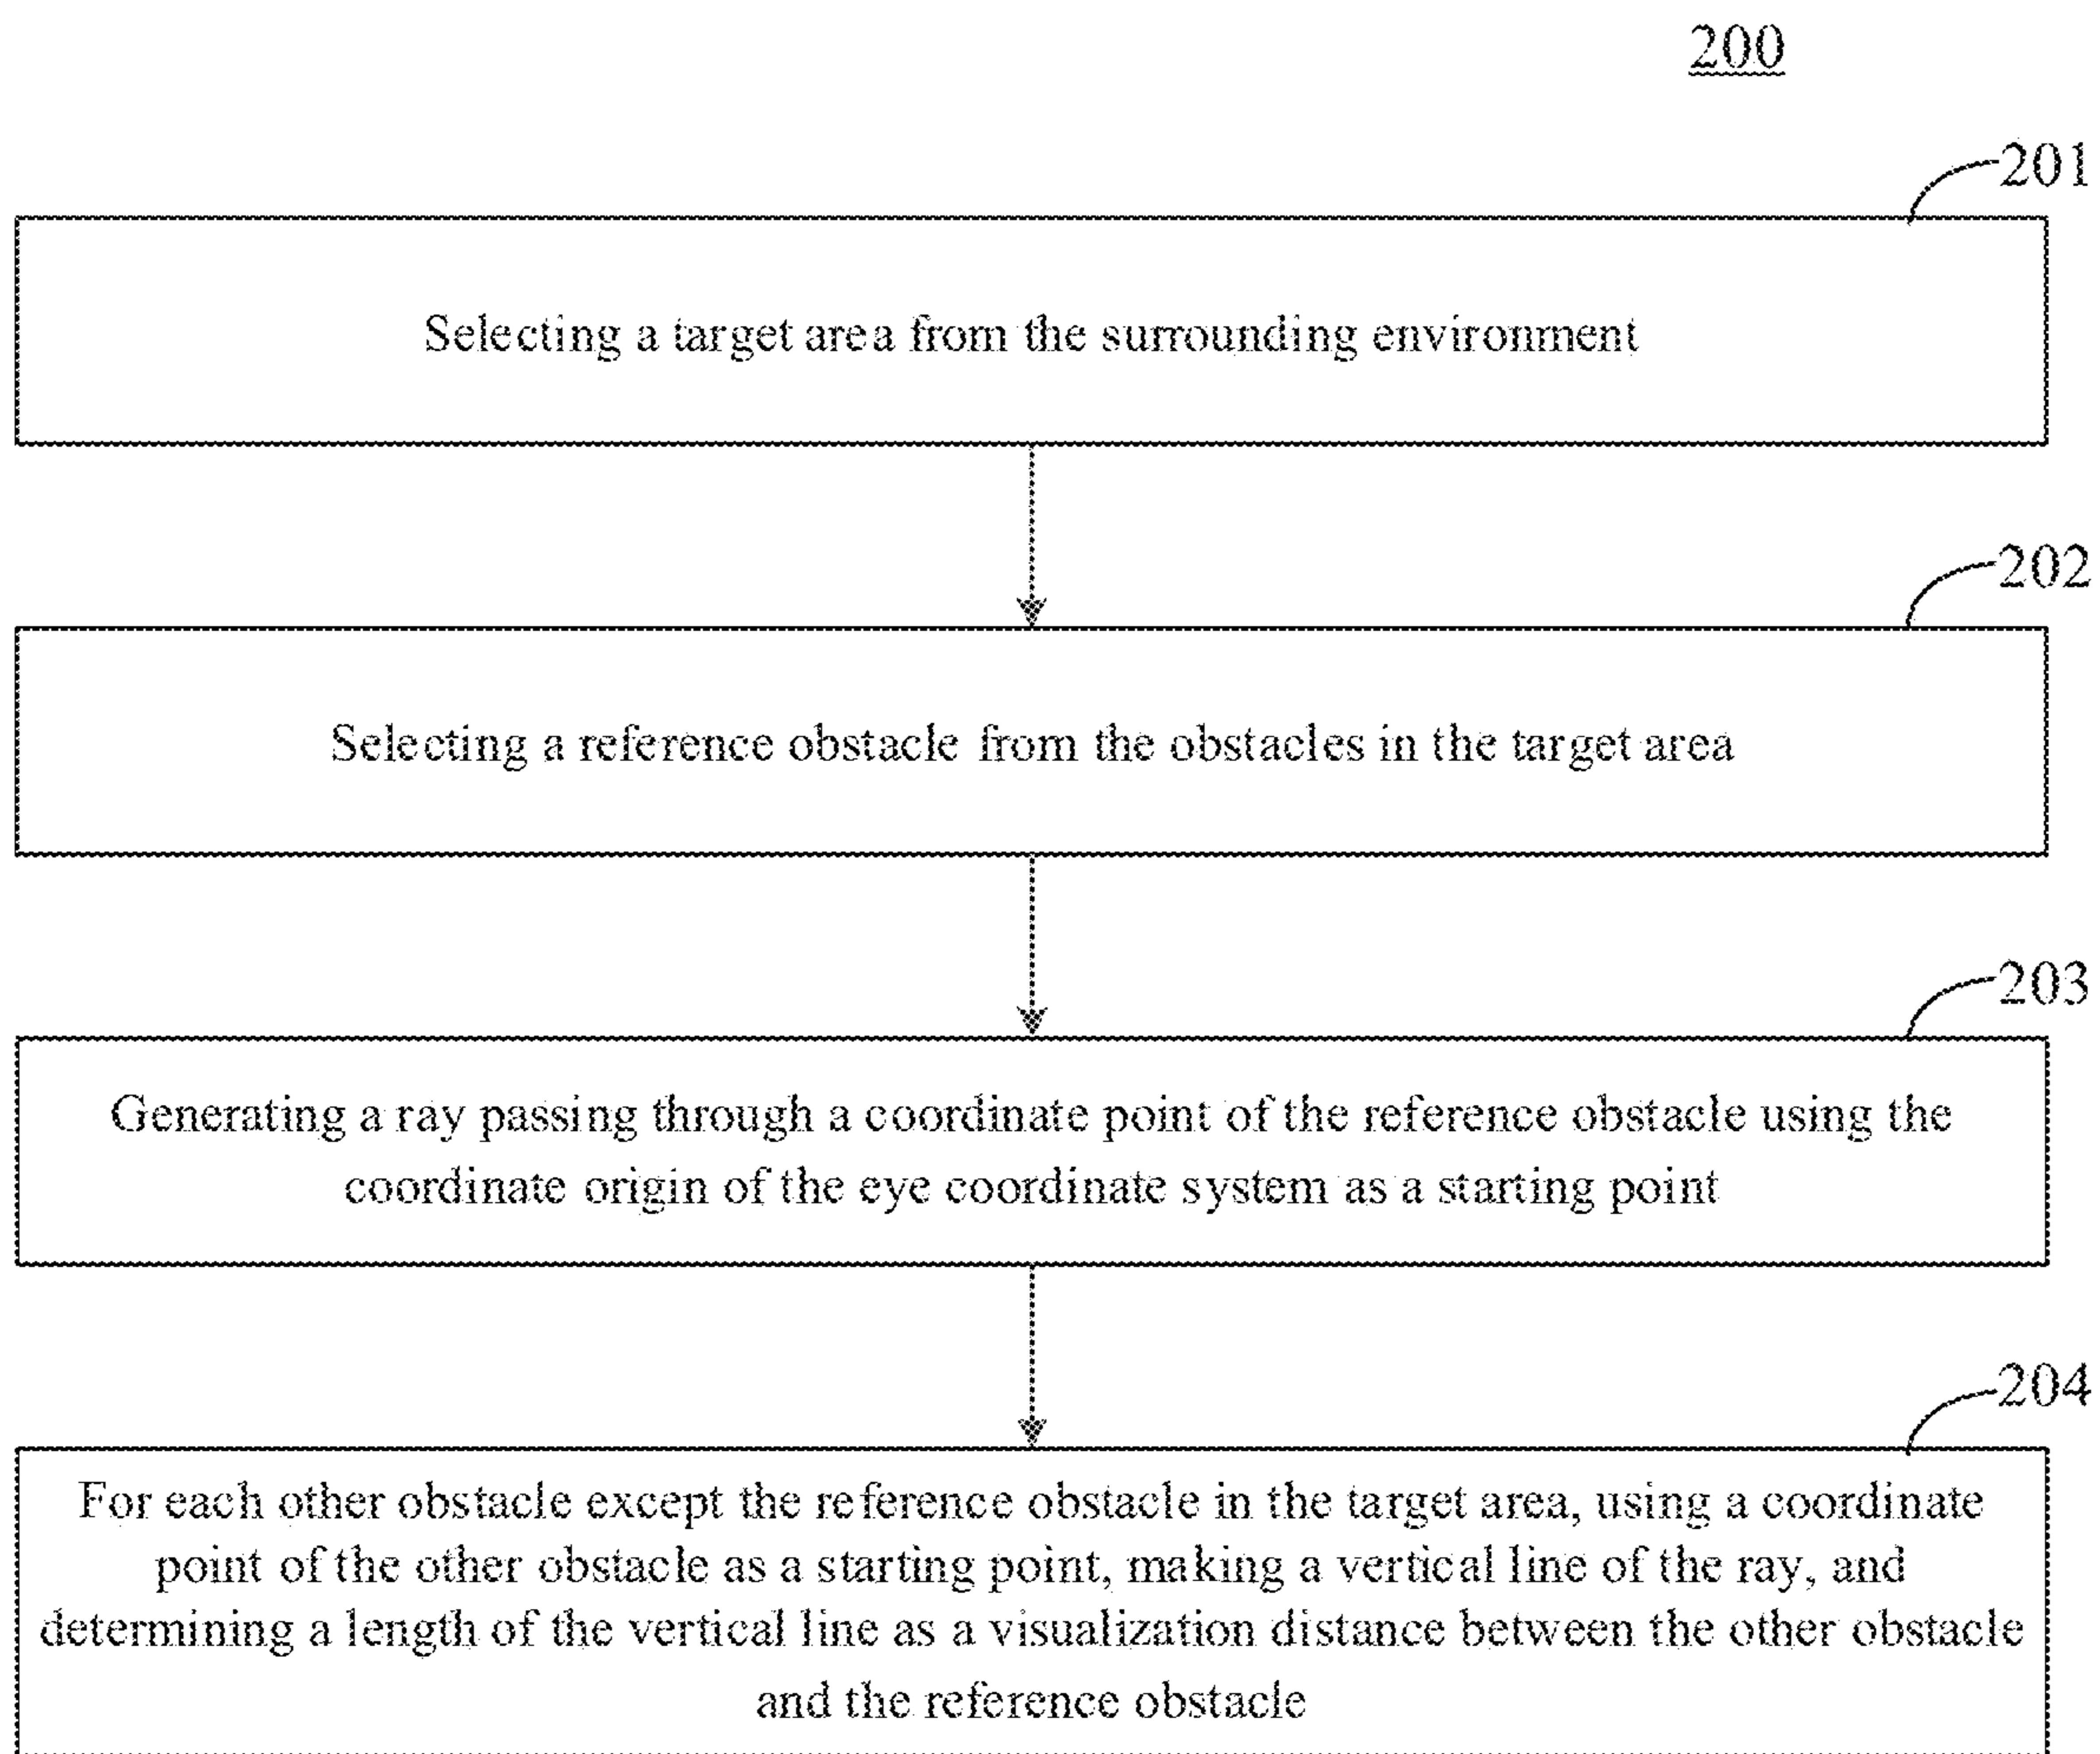 200
201
Selecting a target area from the surrounding environment
202
Selecting a reference obstacle from the obstacles in the target area
203
Generating a ray passing through a coordinate point of the reference obstacle using the
coordinate origin of the eye coordinate system as a starting point
204
For each other obstacle except the reference obstacle in the target area, using a coordinate
point of the other obstacle as a starting point, making a vertical line of the ray, and
determining a length of the vertical line as a visualization distance between the other obstacle
and the reference obstacle